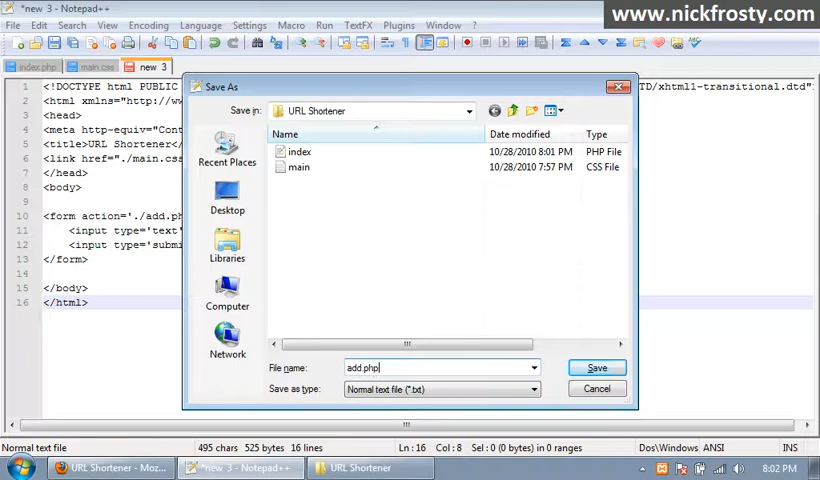 www.nickfrosty.com
*new 3 - Notepad++
File Edit Search View Encoding Language Settings Macro Run TextFX Plugins Window ?
index.php main.css new 3
Save As
Save in: URL Shortener
Name Date modified Type
index 10/28/2010 8:01 PM PHP File
main 10/28/2010 7:57 PM CSS File
Recent Places
Desktop
Libraries
Computer
Network
File name: add.php
Save as type: Normal text file (*.txt)
Save
Cancel
1 <!DOCTYPE html PUBLIC TD/xhtml1-transitional.dtd"
2 <html xmlns="http://w
3 <head>
4 <meta http-equiv="Cont
5 <title>URL Shortener</
6 <link href="./main.css
7 </head>
8 <body>
9
10 <form action='./add.ph
11 <input type='text'
12 <input type='submi
13 </form>
14
15 </body>
16 </html>
Normal text file 495 chars 525 bytes 16 lines Ln : 16 Col : 8 Sel : 0 (0 bytes) in 0 ranges Dos\Windows ANSI INS
URL Shortener - Moz... *new 3 - Notepad++ URL Shortener 8:02 PM